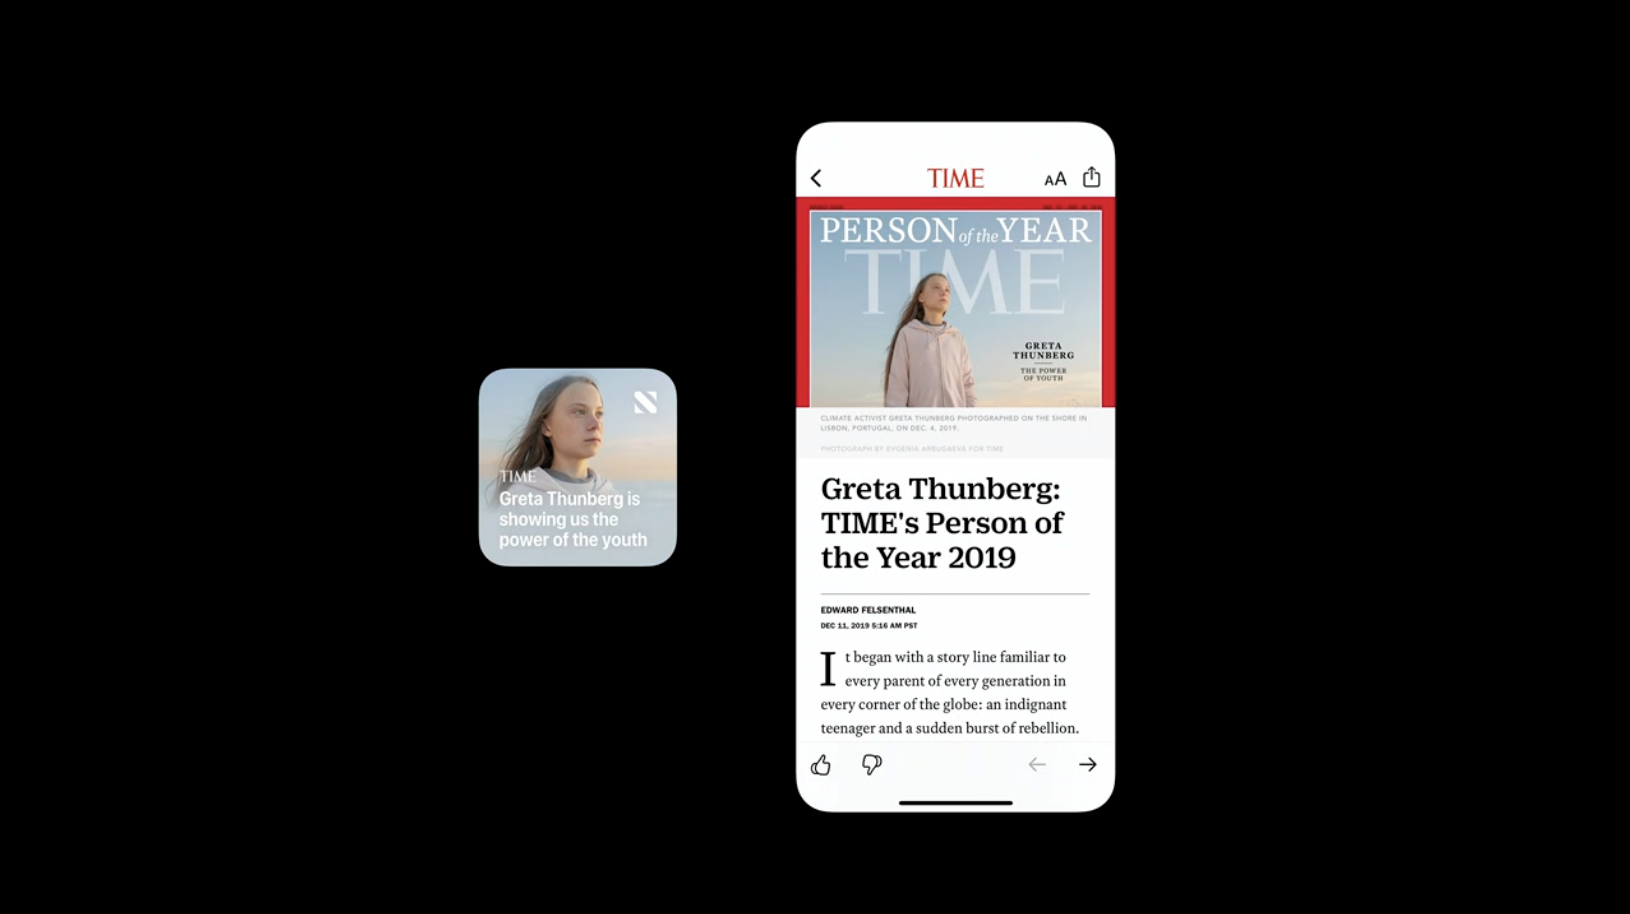 TIME
Greta Thunberg is
showing us the
power of the youth
TIME
AA
PERSON of the YEAR
TIME
GRETA
THUNBERG
THE POWER
OF YOUTH
CLIMATE ACTIVIST GRETA THUNBERG PHOTOGRAPHED ON THE SHORE IN
LISBON, PORTUGAL, ON DEC. 4, 2019.
PHOTOGRAPH BY EVGENIA ARBUGAEVA FOR TIME
Greta Thunberg:
TIME's Person of
the Year 2019
EDWARD FELSENTHAL
DEC 11, 2019 5:16 AM PST
It began with a story line familiar to
every parent of every generation in
every corner of the globe: an indignant
teenager and a sudden burst of rebellion.